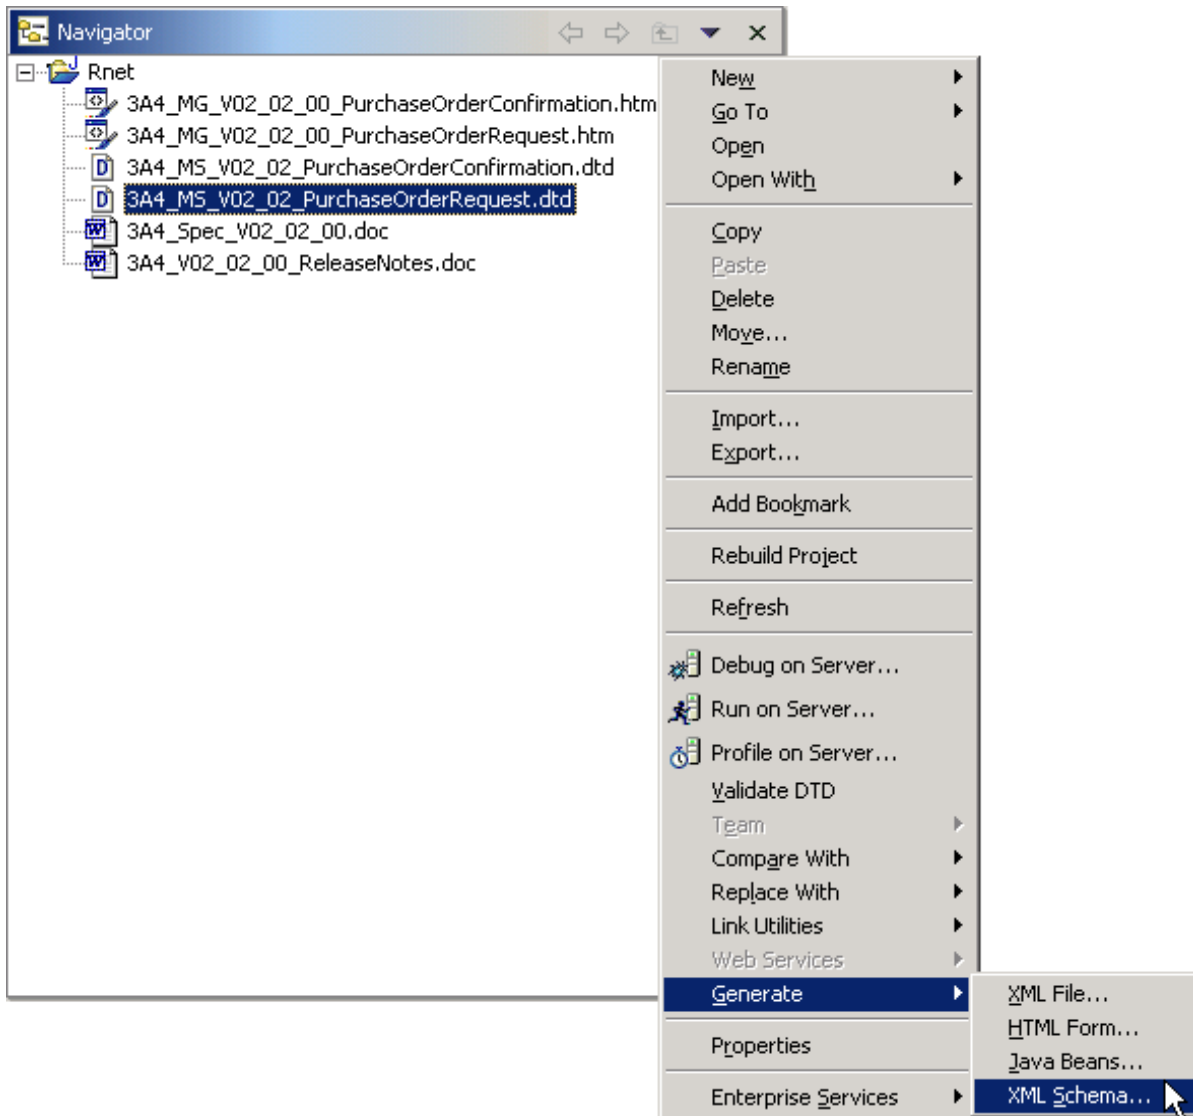 Navigator
Rnet
3A4_MG_V02_02_00_PurchaseOrderConfirmation.htm
3A4_MG_V02_02_00_PurchaseOrderRequest.htm
3A4_MS_V02_02_PurchaseOrderConfirmation.dtd
3A4_MS_V02_02_PurchaseOrderRequest.dtd
3A4_Spec_V02_02_00.doc
3A4_V02_02_00_ReleaseNotes.doc
New
Go To
Open
Open With
Copy
Paste
Delete
Move...
Rename
Import...
Export...
Add Bookmark
Rebuild Project
Refresh
Debug on Server...
Run on Server...
Profile on Server...
Validate DTD
Team
Compare With
Replace With
Link Utilities
Web Services
Generate
Properties
Enterprise Services
XML File...
HTML Form...
Java Beans...
XML Schema...